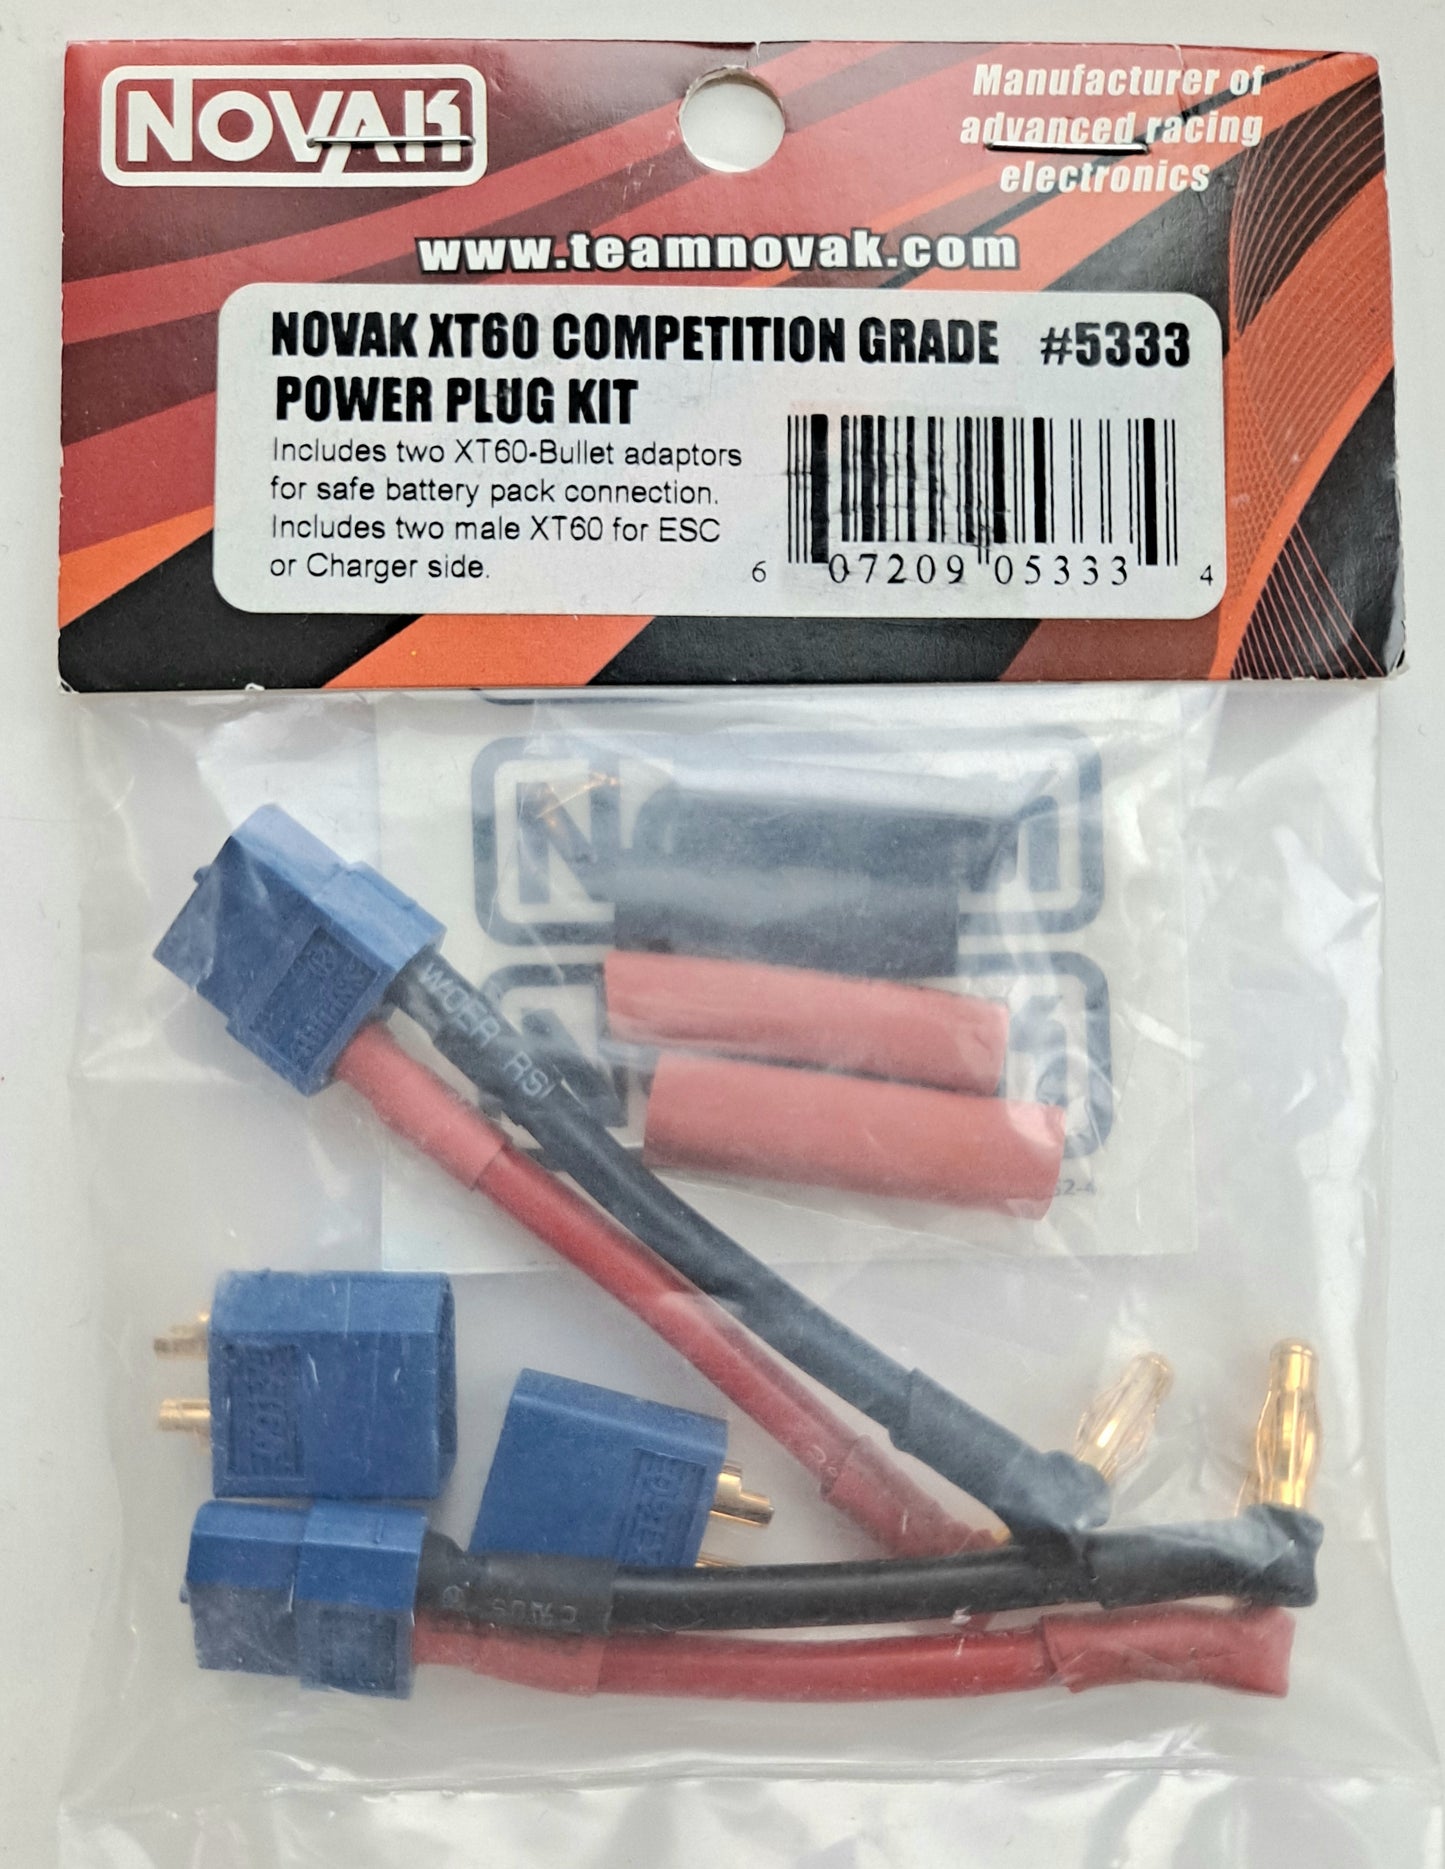 NOVAK
Manufacturer of
advanced racing
electronics
www.teamnovak.com
NOVAK XT60 COMPETITION GRADE #5333
POWER PLUG KIT
Includes two XT60-Bullet adaptors
for safe battery pack connection.
Includes two male XT60 for ESC
or Charger side.
6 07209 05333 4
WOER RSI